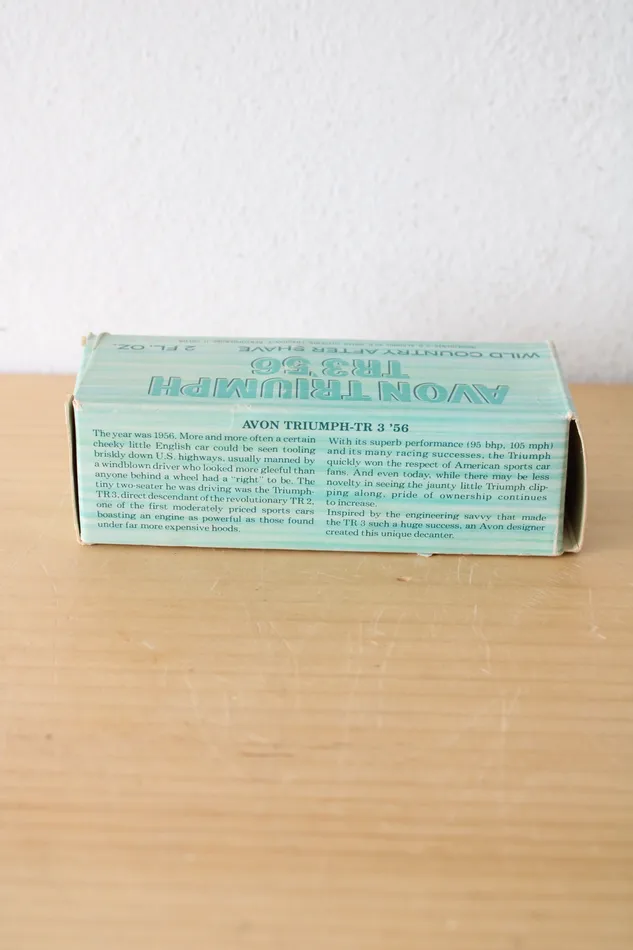 AVON TRIUMPH
TR3 '56
WILD COUNTRY AFTER SHAVE
2 FL. OZ.
AVON TRIUMPH-TR 3 '56
The year was 1956. More and more often a certain
cheeky little English car could be seen tooling
briskly down U.S. highways, usually manned by
a windblown driver who looked more gleeful than
anyone behind a wheel had a "right" to be. The
tiny two-seater he was driving was the Triumph-
TR 3, direct descendant of the revolutionary TR 2,
one of the first moderately priced sports cars
boasting an engine as powerful as those found
under far more expensive hoods.
With its superb performance (95 bhp, 105 mph)
and its many racing successes, the Triumph
quickly won the respect of American sports car
fans. And even today, while there may be less
novelty in seeing the jaunty little Triumph clip-
ping along, pride of ownership continues
to increase.
Inspired by the engineering savvy that made
the TR 3 such a huge success, an Avon designer
created this unique decanter.